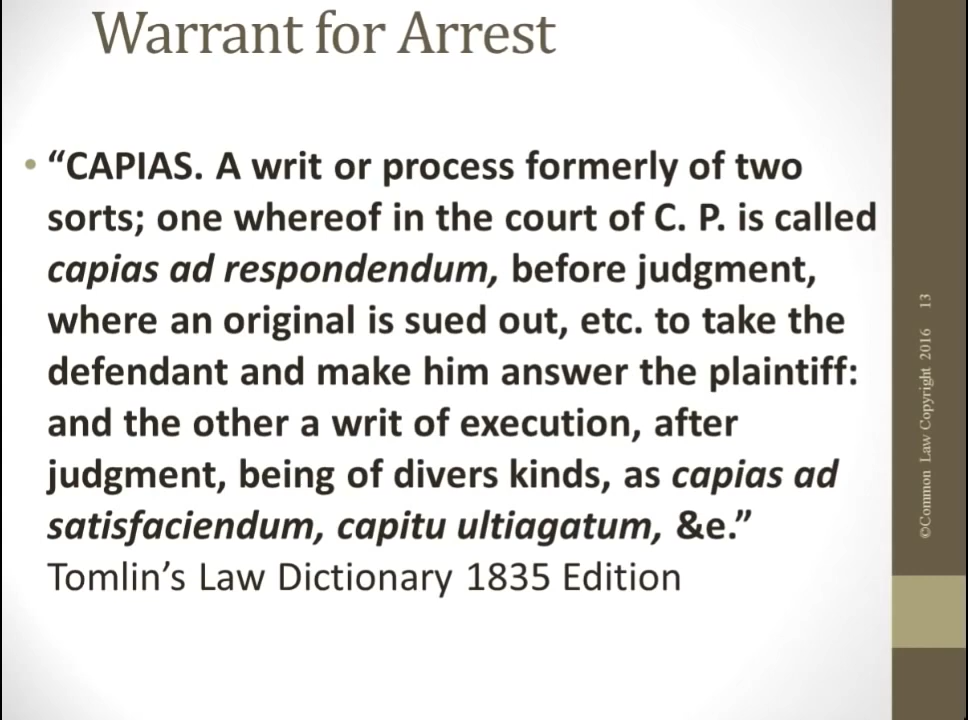 Warrant for Arrest
• “CAPIAS. A writ or process formerly of two
sorts; one whereof in the court of C. P. is called
capias ad respondendum, before judgment,
where an original is sued out, etc. to take the
defendant and make him answer the plaintiff:
and the other a writ of execution, after
judgment, being of divers kinds, as capias ad
satisfaciendum, capitu ultiagatum, &e.”
Tomlin’s Law Dictionary 1835 Edition
©Common Law Copyright 2016 13